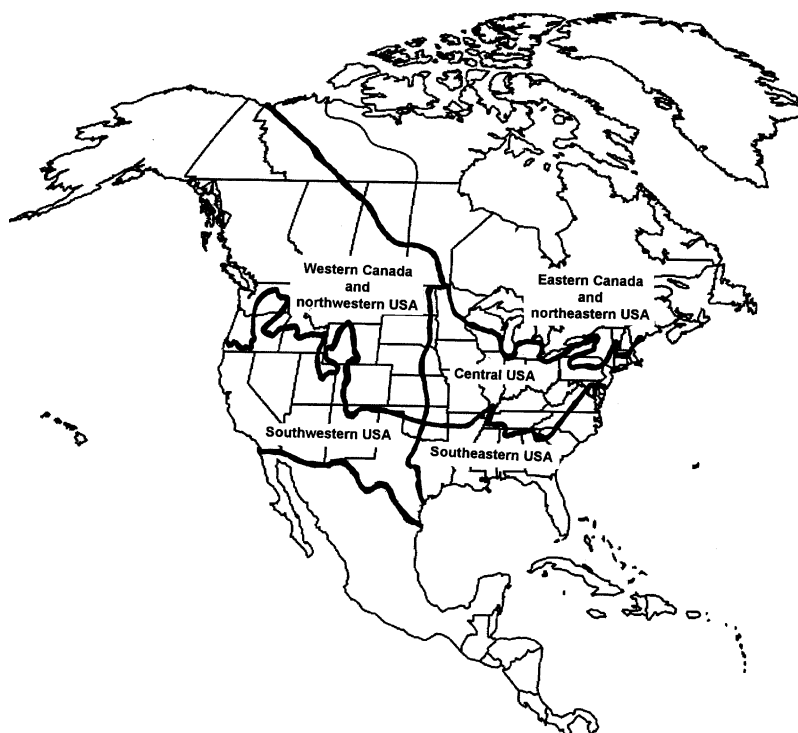 Western Canada
and
northwestern USA
Eastern Canada
and
northeastern USA
Central USA
Southwestern USA
Southeastern USA